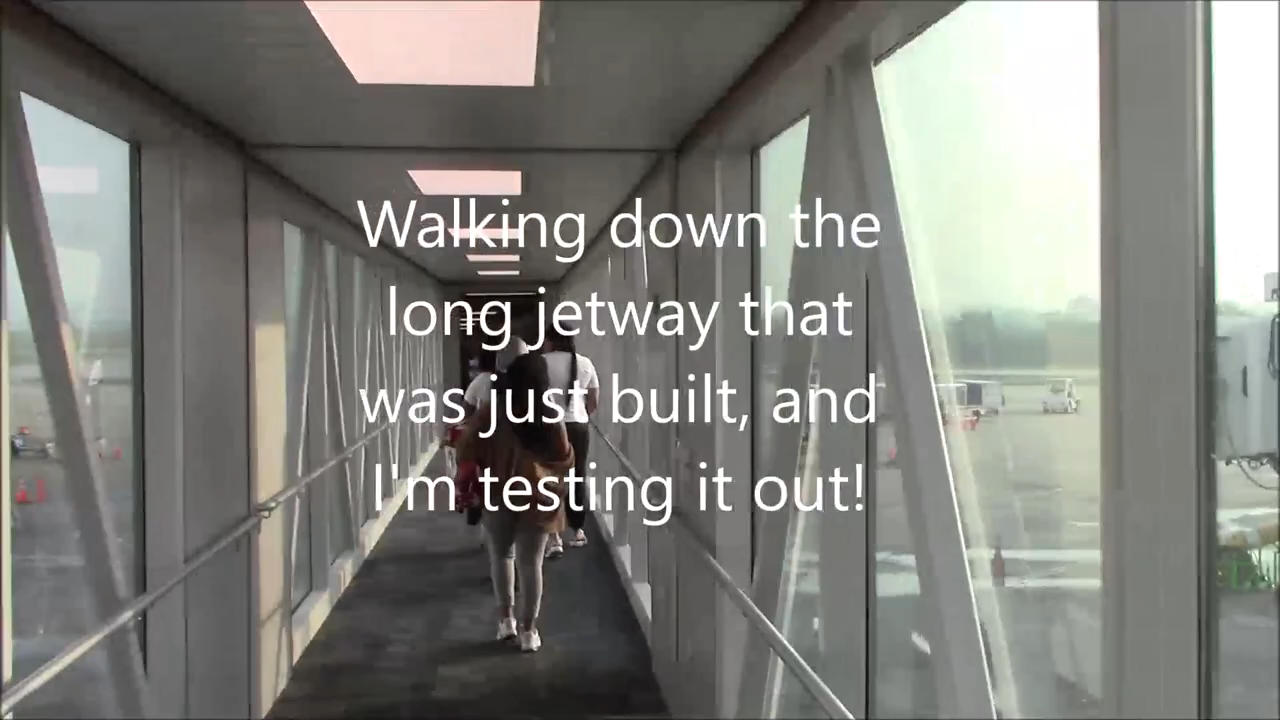 Walking down the
long jetway that
was just built, and
I'm testing it out!